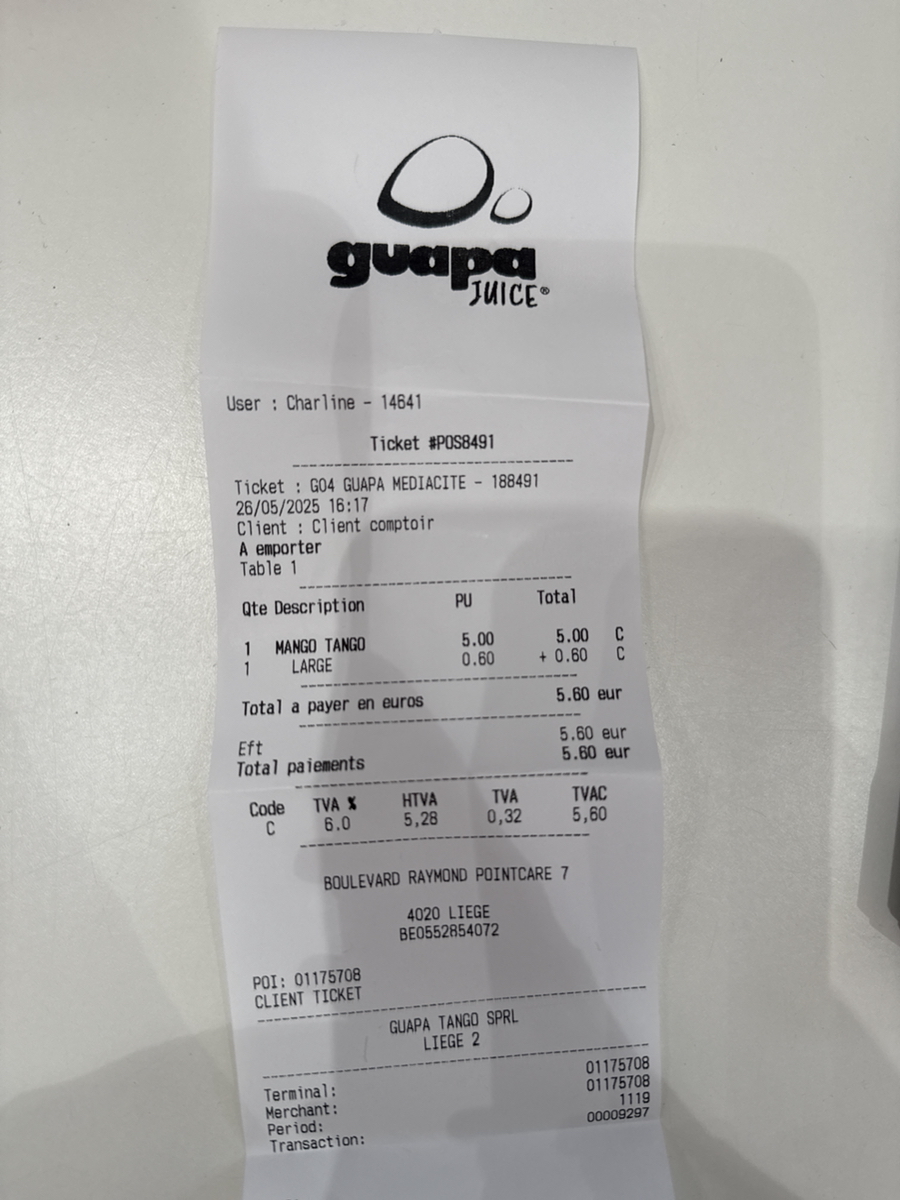 guapa
JUICE®
User : Charline - 14641
Ticket #POS8491
Ticket : G04 GUAPA MEDIACITE - 188491
26/05/2025 16:17
Client : Client comptoir
A emporter
Table 1
Qte Description PU Total
1 MANGO TANGO 5.00 5.00 C
1 LARGE 0.60 + 0.60 C
Total a payer en euros 5.60 eur
Eft 5.60 eur
Total paiements 5.60 eur
Code TVA % HTVA TVA TVAC
C 6.0 5,28 0,32 5,60
BOULEVARD RAYMOND POINTCARE 7
4020 LIEGE
BE0552854072
POI: 01175708
CLIENT TICKET
GUAPA TANGO SPRL
LIEGE 2
Terminal: 01175708
Merchant: 01175708
Period: 1119
Transaction: 00009297